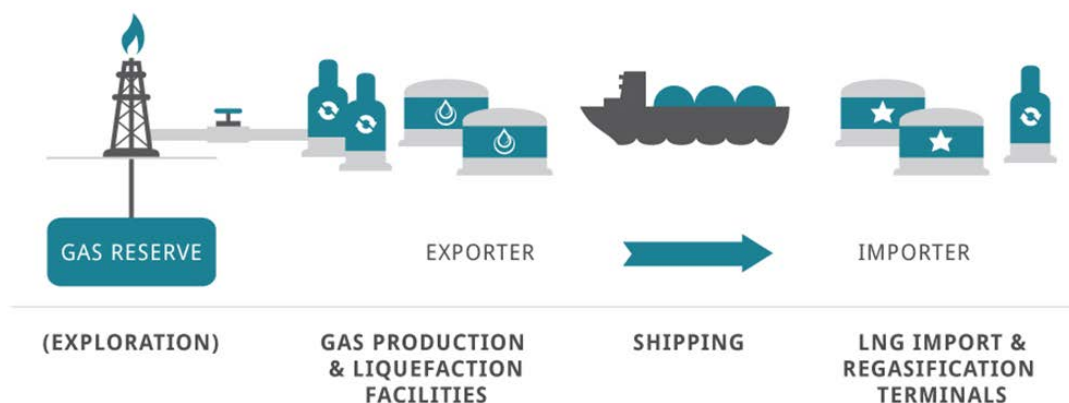 GAS RESERVE
EXPORTER
IMPORTER
(EXPLORATION)
GAS PRODUCTION
& LIQUEFACTION
FACILITIES
SHIPPING
LNG IMPORT &
REGASIFICATION
TERMINALS